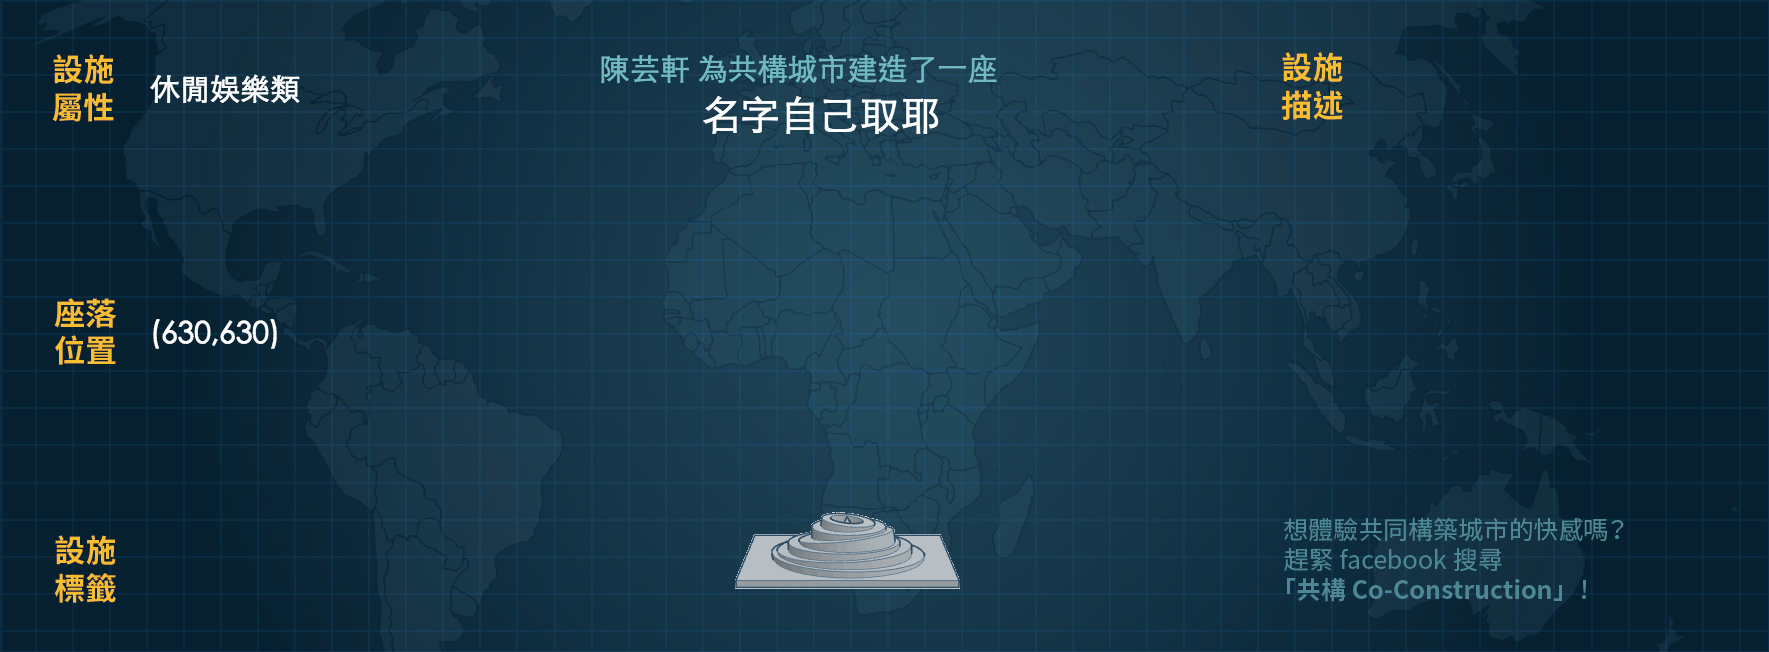 設施
屬性
休閒娛樂類
陳芸軒 為共構城市建造了一座
名字自己取耶
設施
描述
座落
位置
(630,630)
設施
標籤
想體驗共同構築城市的快感嗎？
趕緊 facebook 搜尋
「共構 Co-Construction」！